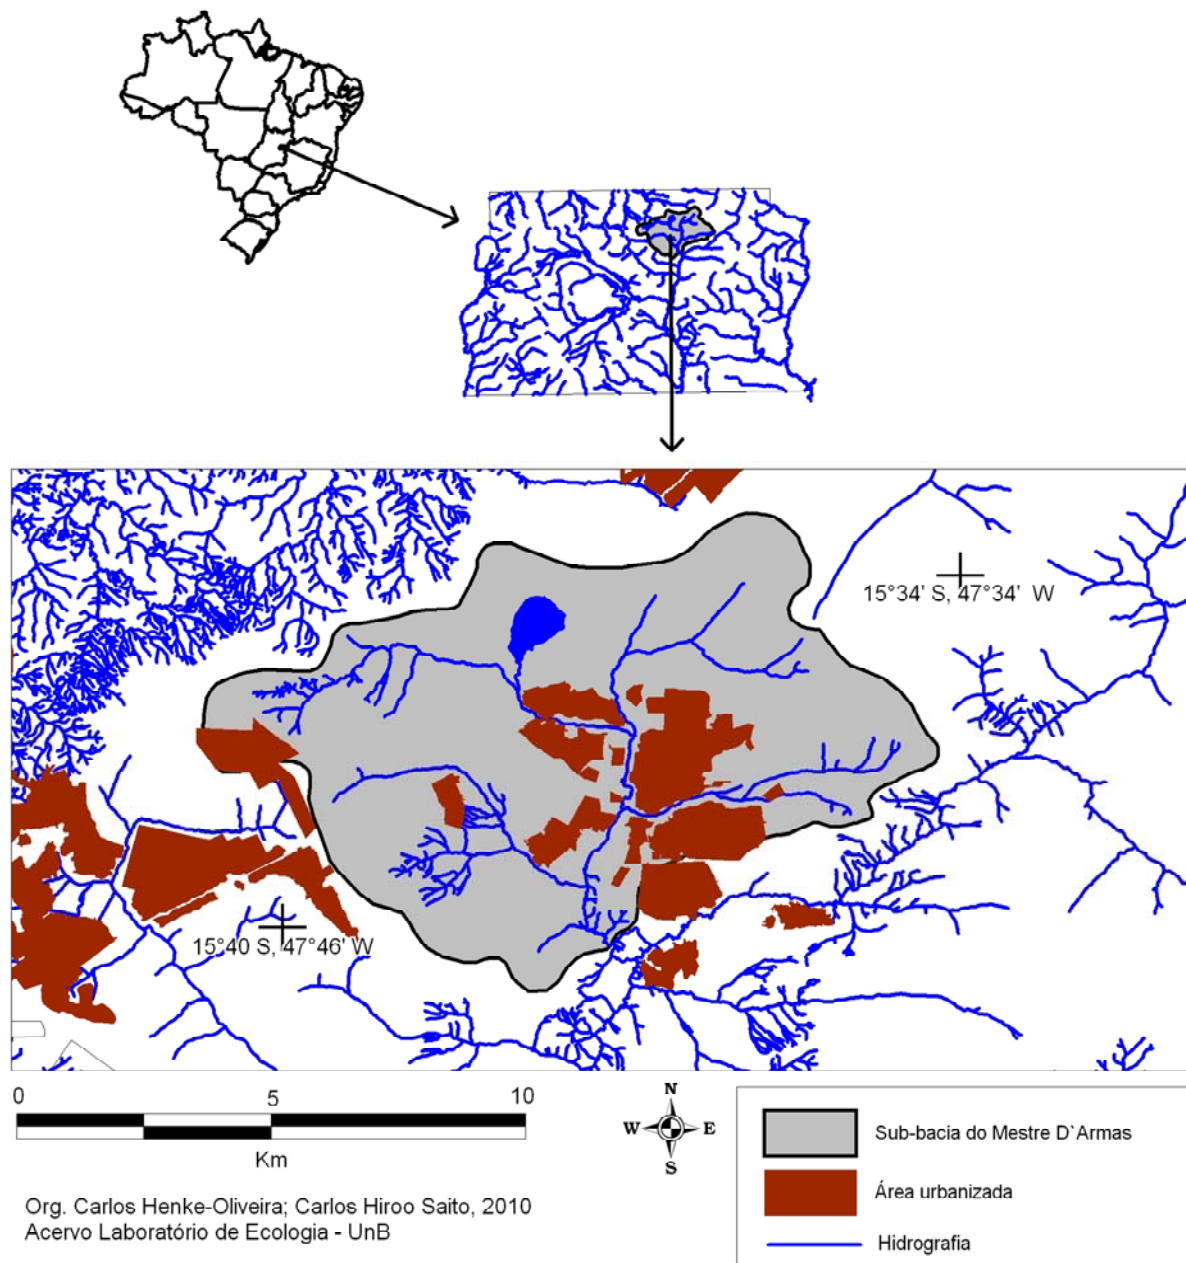 15°34' S, 47°34' W
15°40 S, 47°46' W
0 5 10
Km
N
W E
S
Sub-bacia do Mestre D`Armas
Área urbanizada
Hidrografia
Org. Carlos Henke-Oliveira; Carlos Hiroo Saito, 2010
Acervo Laboratório de Ecologia - UnB